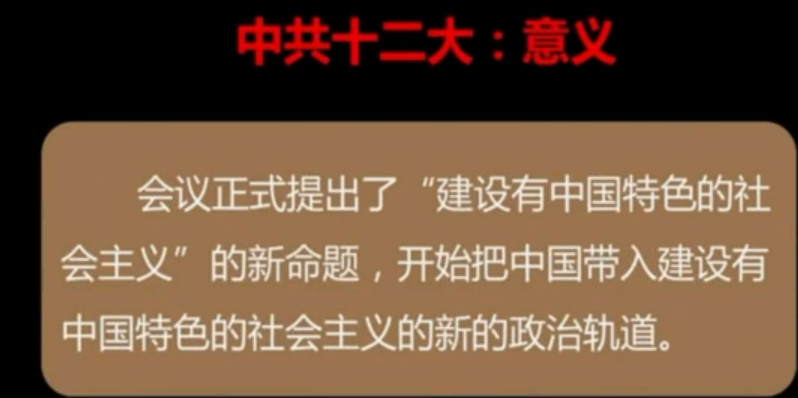 中共十二大：意义
会议正式提出了“建设有中国特色的社
会主义”的新命题，开始把中国带入建设有
中国特色的社会主义的新的政治轨道。